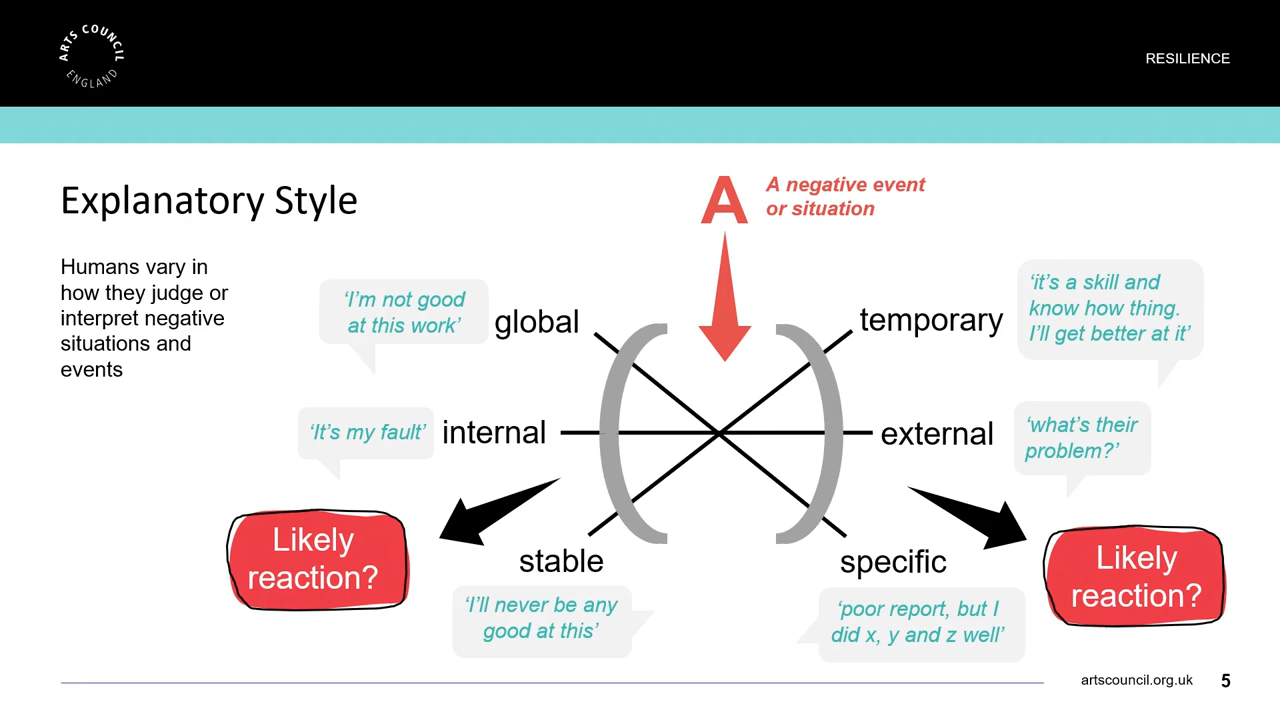 ARTS COUNCIL
ENGLAND
RESILIENCE
Explanatory Style
Humans vary in
how they judge or
interpret negative
situations and
events
A
A negative event
or situation
‘I’m not good
at this work’
global
temporary
‘it’s a skill and
know how thing.
I’ll get better at it’
‘It’s my fault’
internal
external
‘what’s their
problem?’
Likely
reaction?
stable
‘I’ll never be any
good at this’
specific
‘poor report, but I
did x, y and z well’
Likely
reaction?
artscouncil.org.uk 5